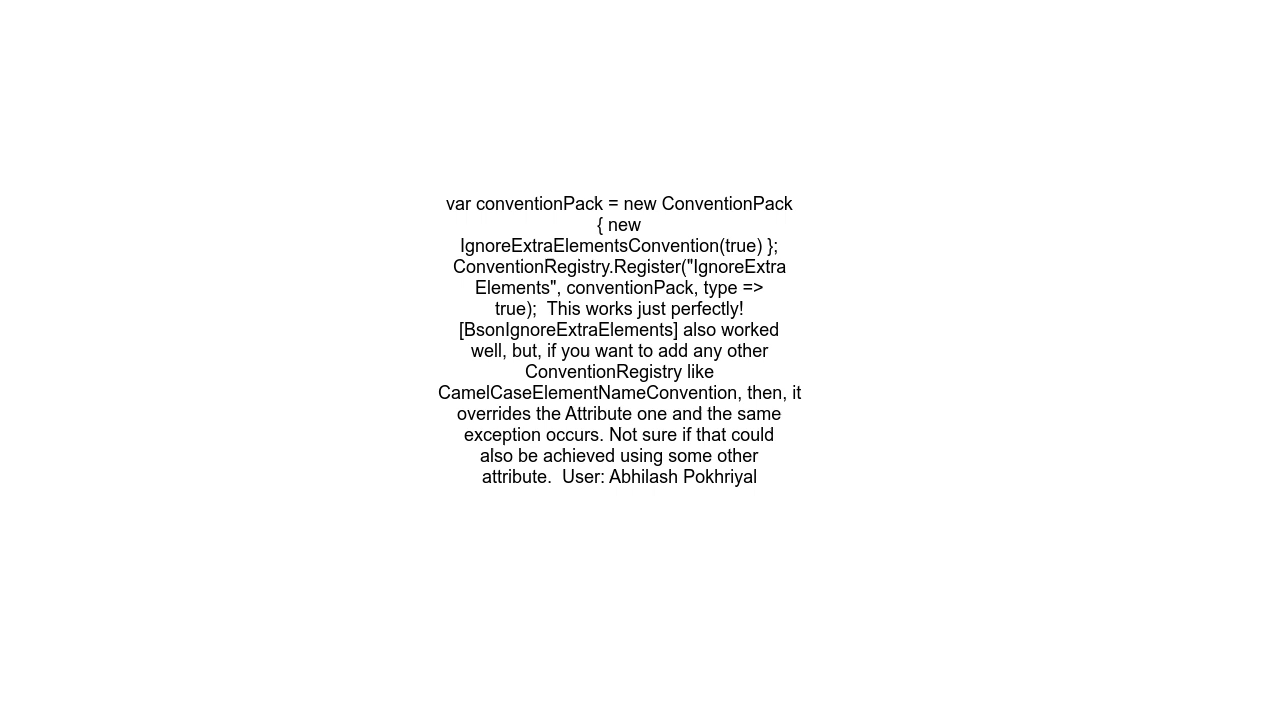 var conventionPack = new ConventionPack
{ new
IgnoreExtraElementsConvention(true) };
ConventionRegistry.Register("IgnoreExtra
Elements", conventionPack, type =>
true);  This works just perfectly!
[BsonIgnoreExtraElements] also worked
well, but, if you want to add any other
ConventionRegistry like
CamelCaseElementNameConvention, then, it
overrides the Attribute one and the same
exception occurs. Not sure if that could
also be achieved using some other
attribute.  User: Abhilash Pokhriyal